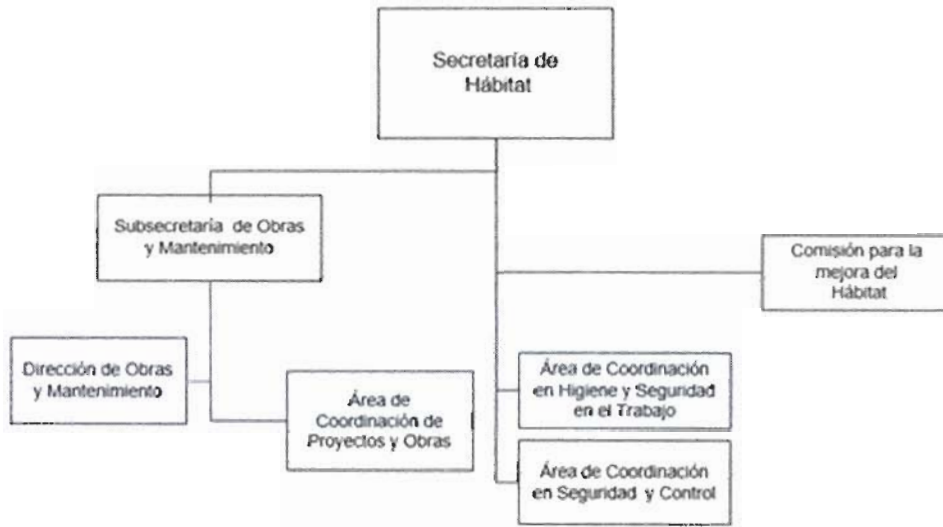 Secretaría de
Hábitat
Subsecretaría de Obras
y Mantenimiento
Comisión para la
mejora del
Hábitat
Dirección de Obras
y Mantenimiento
Área de
Coordinación de
Proyectos y Obras
Área de Coordinación
en Higiene y Seguridad
en el Trabajo
Área de Coordinación
en Seguridad y Control